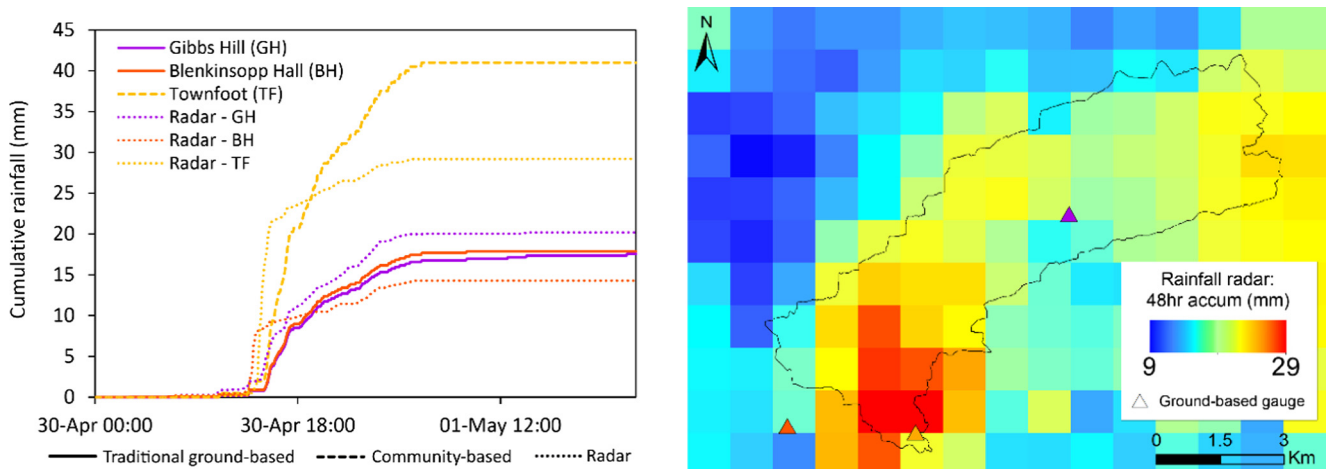 45
40
35
30
25
20
15
10
5
0
Cumulative rainfall (mm)
Gibbs Hill (GH)
Blenkinsopp Hall (BH)
Townfoot (TF)
Radar - GH
Radar - BH
Radar - TF
30-Apr 00:00 30-Apr 18:00 01-May 12:00
Traditional ground-based Community-based Radar
N
Rainfall radar:
48hr accum (mm)
9 29
Ground-based gauge
0 1.5 3
Km